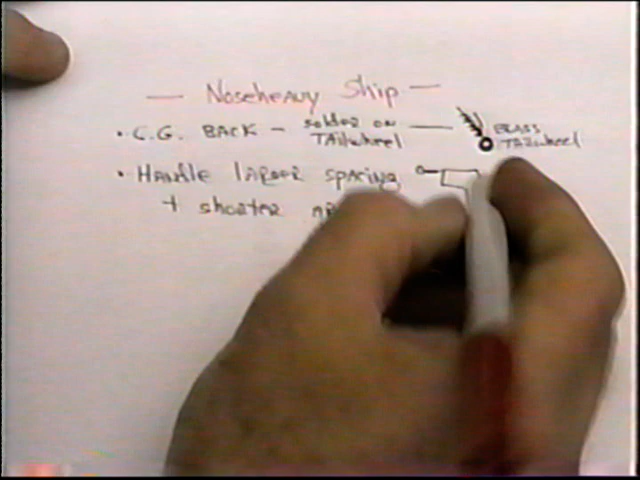 — Noseheavy Ship —
• C.G. BACK — solder on TAilwheel — BRASS TAilwheel
• Handle larger spacing
+ shorter